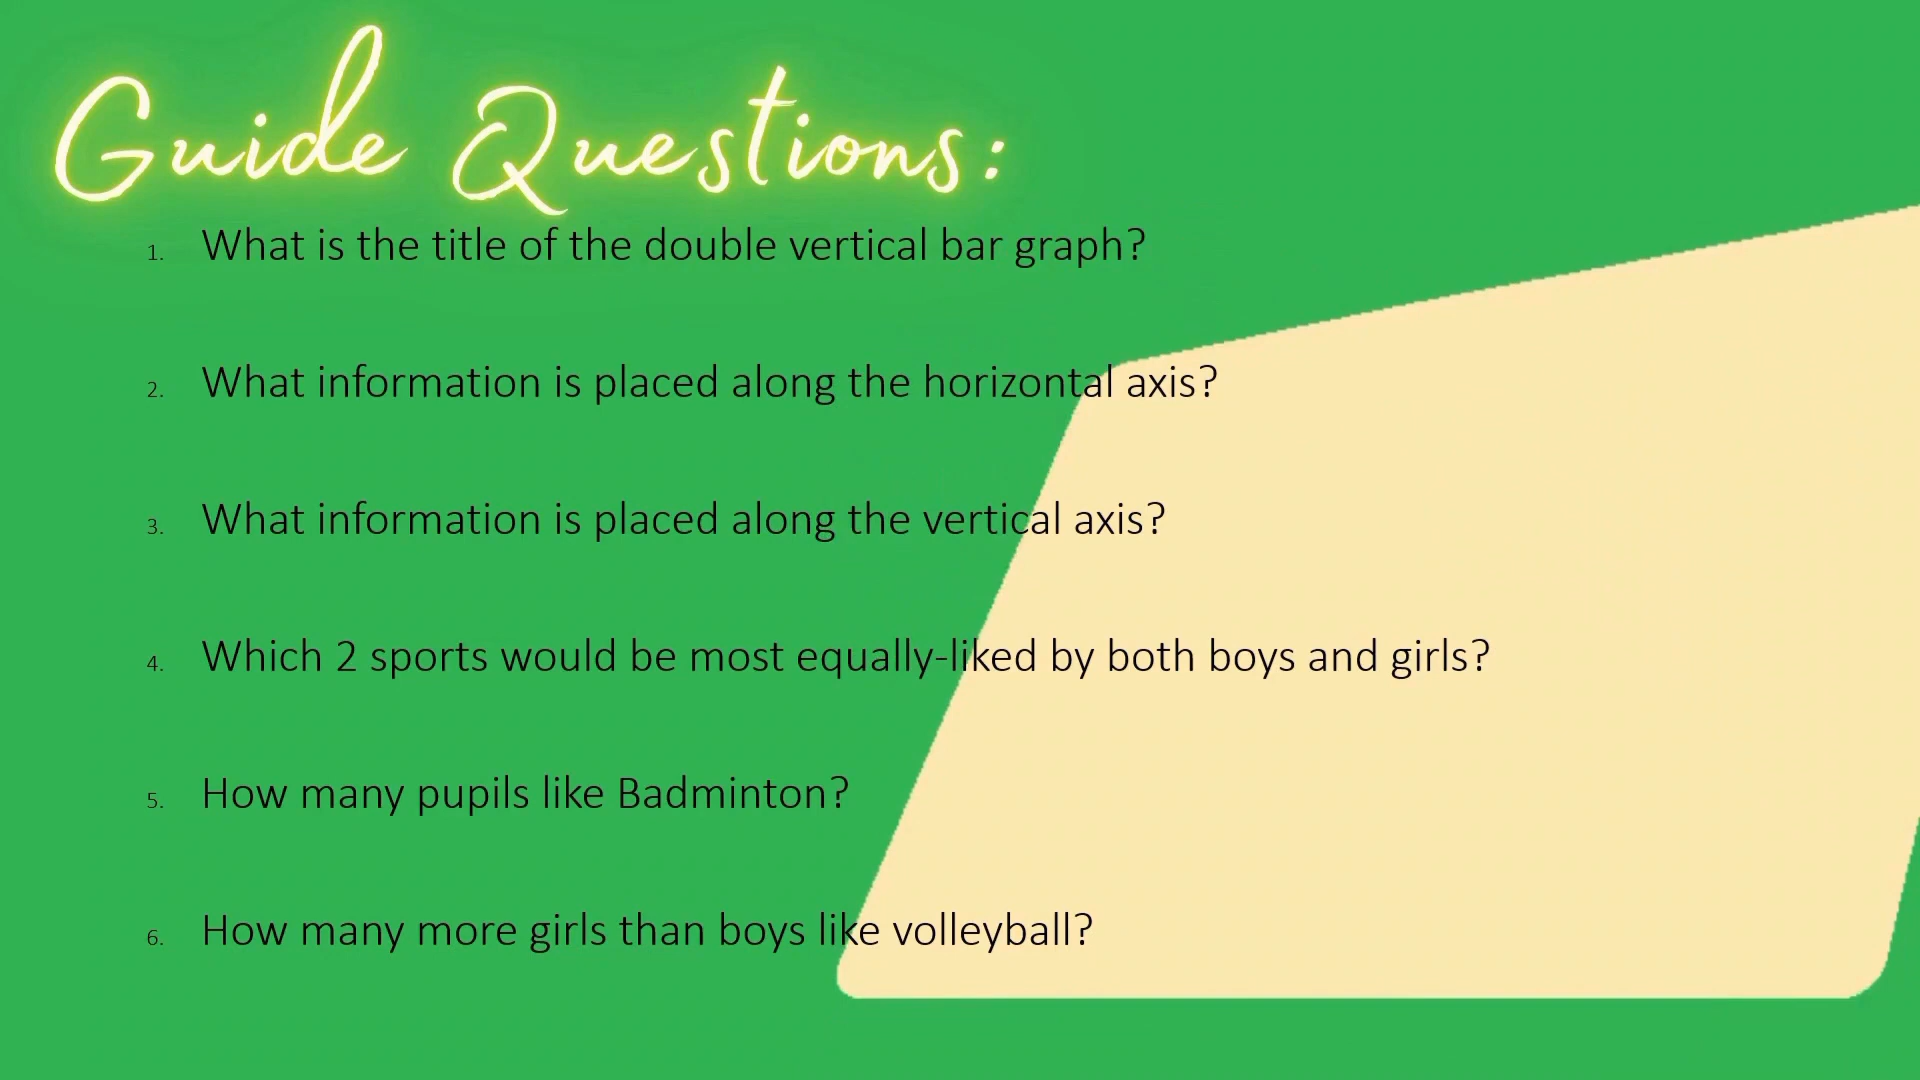 Guide Questions:
1. What is the title of the double vertical bar graph?
2. What information is placed along the horizontal axis?
3. What information is placed along the vertical axis?
4. Which 2 sports would be most equally-liked by both boys and girls?
5. How many pupils like Badminton?
6. How many more girls than boys like volleyball?